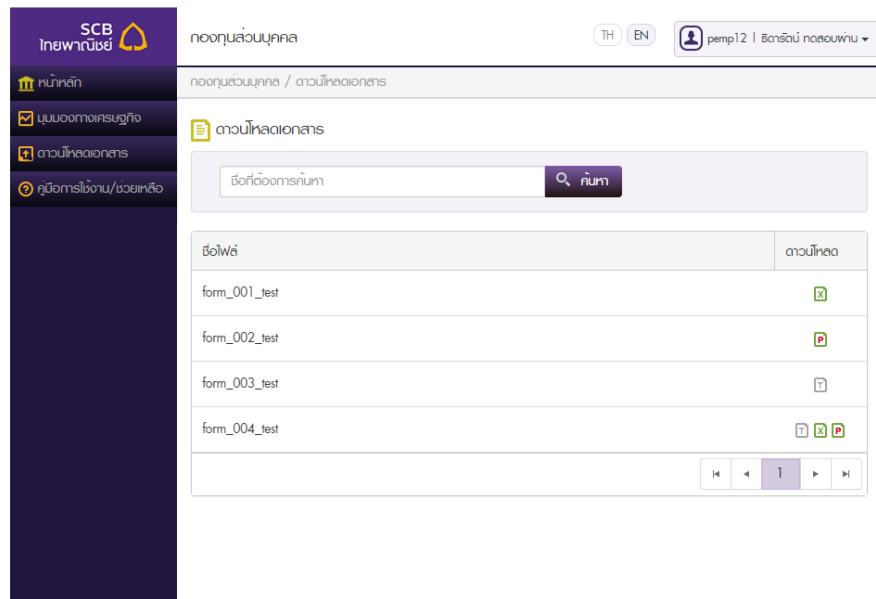 SCB
ไทยพาณิชย์
กองทุนส่วนบุคคล
TH EN
pemp12 | ธิดารัตน์ ทดสอบผ่าน
หน้าหลัก
กองทุนส่วนบุคคล / ดาวน์โหลดเอกสาร
มุมมองทางเศรษฐกิจ
ดาวน์โหลดเอกสาร
ดาวน์โหลดเอกสาร
คู่มือการใช้งาน/ช่วยเหลือ
ชื่อที่ต้องการค้นหา
ค้นหา
ชื่อไฟล์ ดาวน์โหลด
form_001_test X
form_002_test P
form_003_test T
form_004_test T X P
1